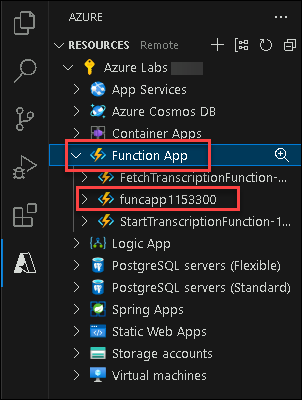 AZURE
...
RESOURCES Remote
Azure Labs
App Services
Azure Cosmos DB
Container Apps
Function App
FetchTranscriptionFunction-...
funcapp1153300
StartTranscriptionFunction-1...
Logic App
PostgreSQL servers (Flexible)
PostgreSQL servers (Standard)
Spring Apps
Static Web Apps
Storage accounts
Virtual machines